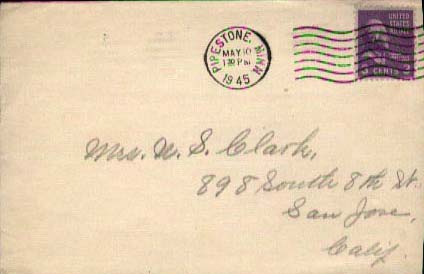 PIPESTONE, MINN.
MAY 10
1 30 PM
1945
UNITED
STATES
3 CENTS 3
Mrs. W. S. Clark,
898 South 8th St.
San Jose,
Calif.